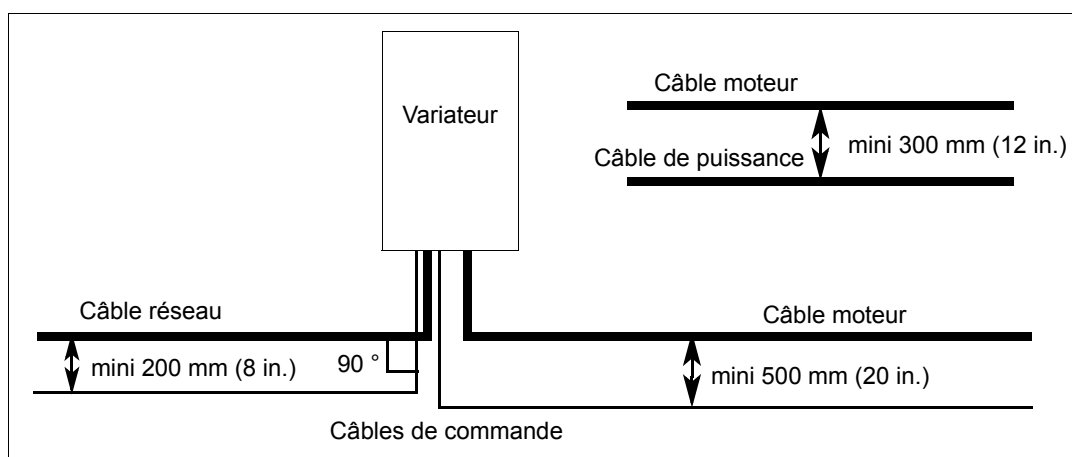 Variateur
Câble moteur
mini 300 mm (12 in.)
Câble de puissance
Câble réseau
mini 200 mm (8 in.)
90 °
Câble moteur
mini 500 mm (20 in.)
Câbles de commande